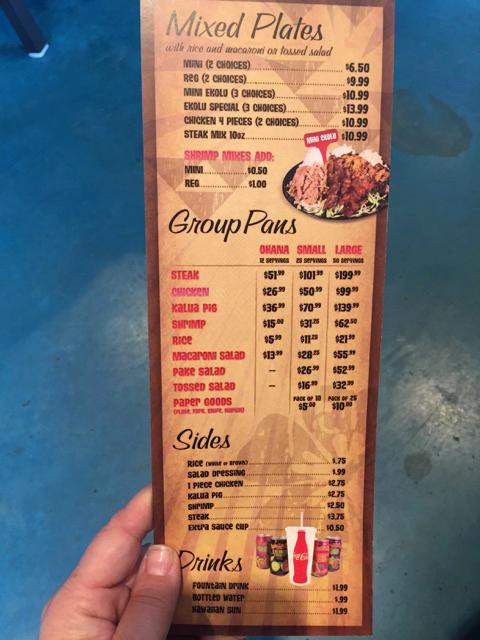 Mixed Plates
with rice and macaroni or tossed salad
Mini (2 choices) $6.50
Reg (2 choices) $9.99
Mini Ekolu (3 choices) $10.99
Ekolu Special (3 choices) $13.99
Chicken 4 Pieces (2 choices) $10.99
Steak Mix 10oz $10.99
Mini Ekolu
Shrimp Mixes Add:
Mini $0.50
Reg $1.00
Group Pans
Ohana Small Large
12 Servings 25 Servings 50 Servings
Steak $51.99 $101.99 $199.99
Chicken $26.99 $50.99 $99.99
Kalua Pig $36.99 $70.99 $139.99
Shrimp $15.00 $31.25 $62.50
Rice $5.99 $11.25 $21.99
Macaroni Salad $13.99 $28.25 $55.99
Pake Salad – $26.99 $52.99
Tossed Salad – $16.99 $32.99
Paper Goods Pack of 10 $5.00 Pack of 25 $10.00
(Plate, Fork, Knife, Napkin)
Sides
Rice (White or Brown) $.75
Salad Dressing $.99
1 Piece Chicken $2.75
Kalua Pig $2.75
Shrimp $2.50
Steak $3.75
Extra Sauce Cup $0.50
Drinks
Fountain Drink $1.99
Bottled Water $.99
Hawaiian Sun $1.99